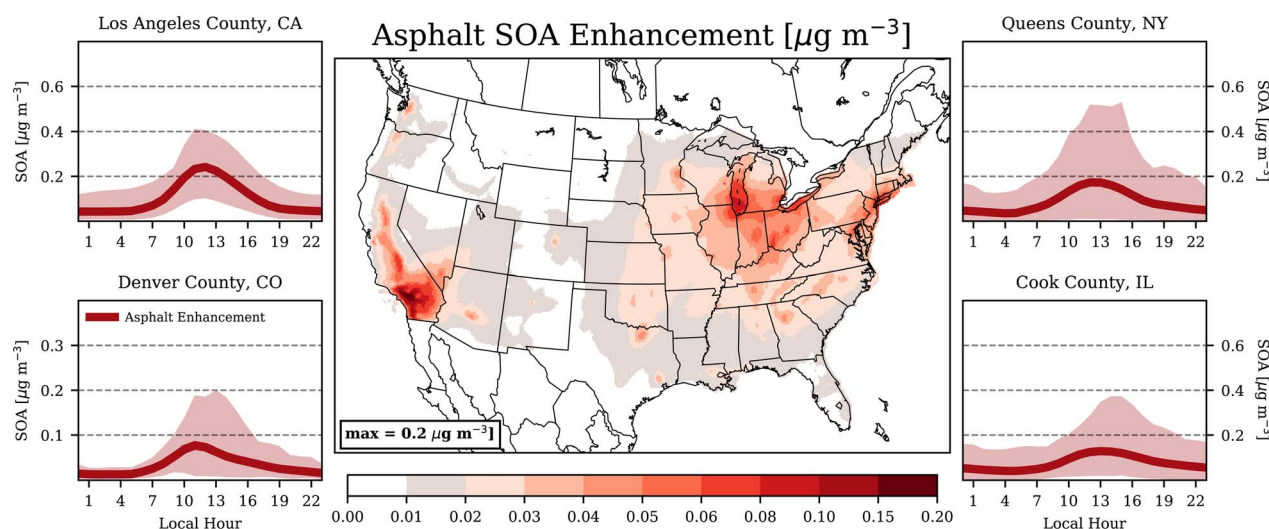 Los Angeles County, CA
SOA [μg m⁻³]
0.6
0.4
0.2
1 4 7 10 13 16 19 22
Denver County, CO
Asphalt Enhancement
SOA [μg m⁻³]
0.3
0.2
0.1
1 4 7 10 13 16 19 22
Local Hour
Asphalt SOA Enhancement [μg m⁻³]
max = 0.2 μg m⁻³]
0.00 0.01 0.02 0.03 0.04 0.05 0.06 0.08 0.10 0.15 0.20
Queens County, NY
0.6
0.4
0.2
SOA [μg m⁻³]
1 4 7 10 13 16 19 22
Cook County, IL
0.6
0.4
0.2
SOA [μg m⁻³]
1 4 7 10 13 16 19 22
Local Hour